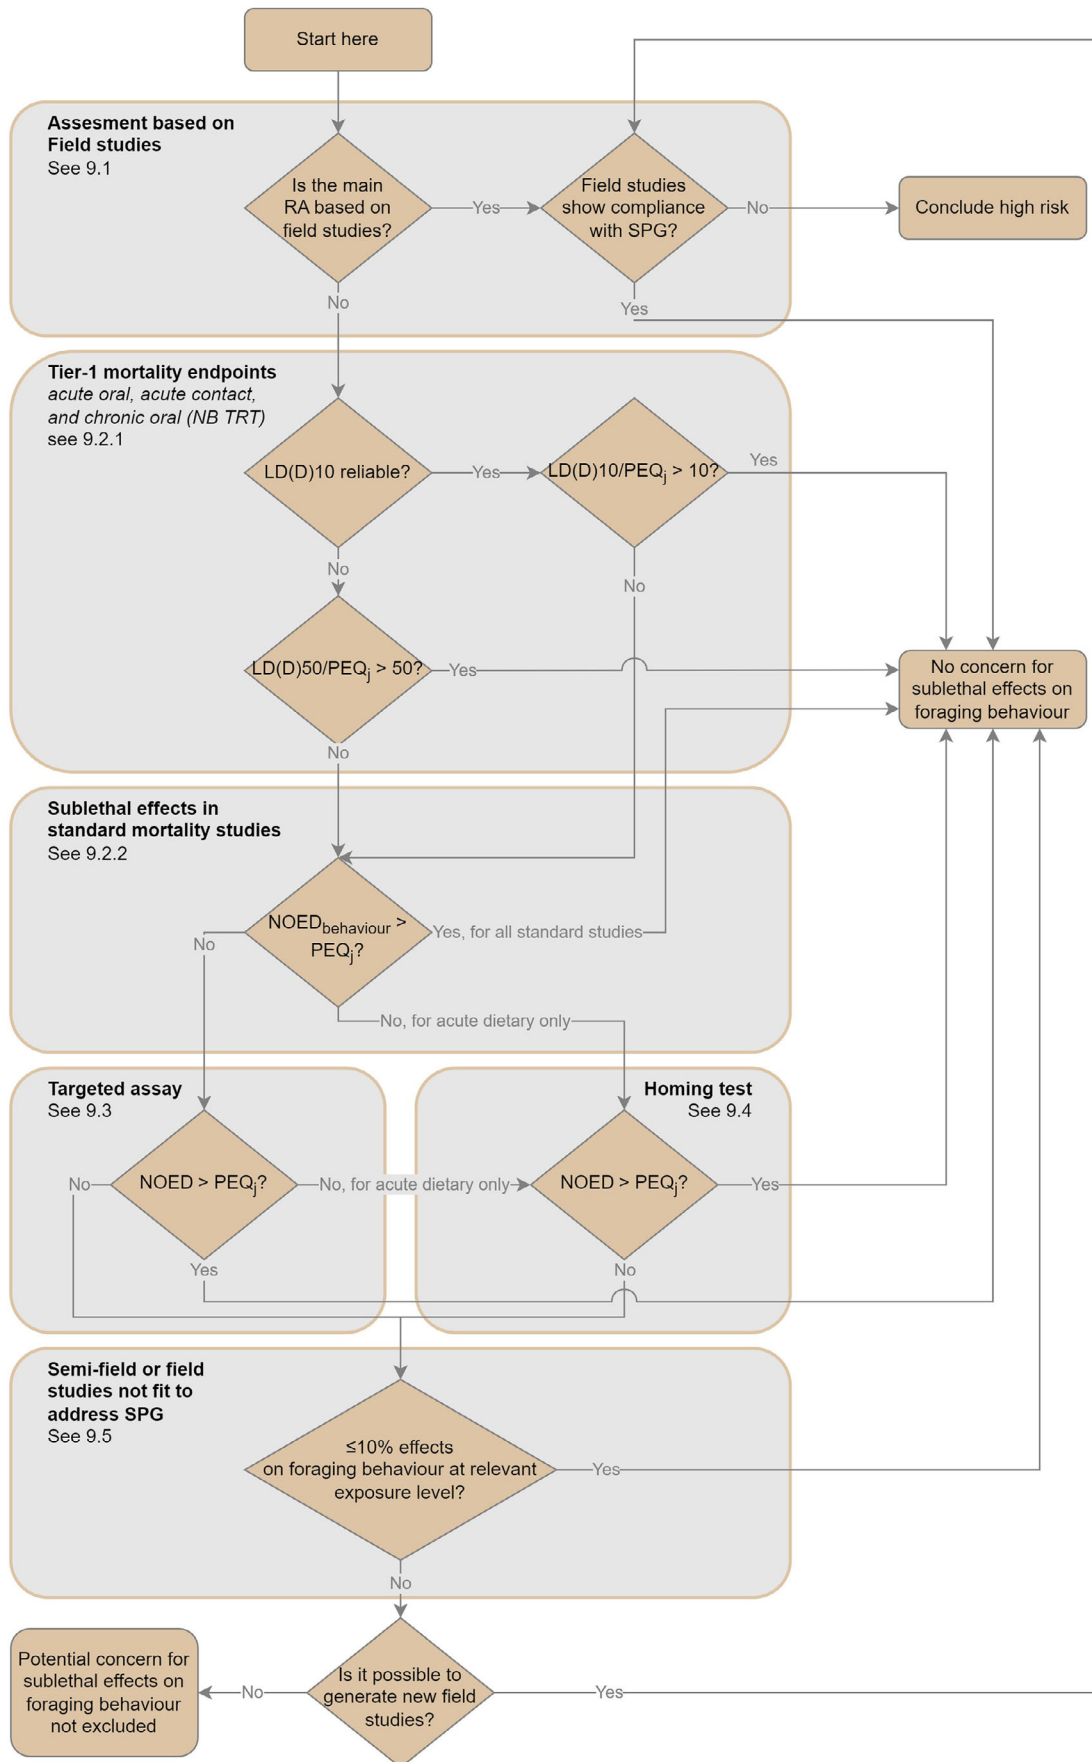 Start here
Assesment based on
Field studies
See 9.1
Is the main
RA based on
field studies?
Yes
Field studies
show compliance
with SPG?
No
Conclude high risk
No
Yes
Tier-1 mortality endpoints
acute oral, acute contact,
and chronic oral (NB TRT)
see 9.2.1
LD(D)10 reliable?
Yes
LD(D)10/PEQj > 10?
Yes
No
No
LD(D)50/PEQj > 50?
Yes
No concern for
sublethal effects on
foraging behaviour
No
Sublethal effects in
standard mortality studies
See 9.2.2
NOEDbehaviour >
PEQj?
Yes, for all standard studies
No
No, for acute dietary only
Targeted assay
See 9.3
Homing test
See 9.4
No
NOED > PEQj?
No, for acute dietary only
NOED > PEQj?
Yes
Yes
No
Semi-field or field
studies not fit to
address SPG
See 9.5
≤10% effects
on foraging behaviour at relevant
exposure level?
Yes
No
Potential concern for
sublethal effects on
foraging behaviour
not excluded
No
Is it possible to
generate new field
studies?
Yes